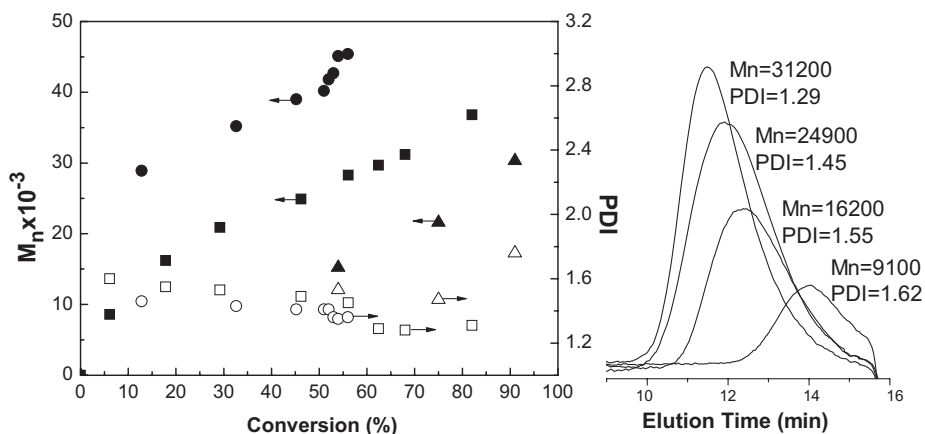 50
40
30
20
10
0
Mnx10-3
0 10 20 30 40 50 60 70 80 90 100
Conversion (%)
3.2
2.8
2.4
2.0
1.6
1.2
PDI
Mn=31200
PDI=1.29
Mn=24900
PDI=1.45
Mn=16200
PDI=1.55
Mn=9100
PDI=1.62
10 12 14 16
Elution Time (min)